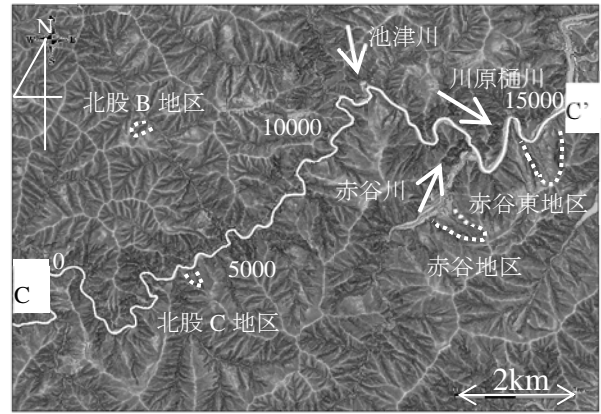 N
池津川
川原樋川
15000
C'
北股 B 地区
10000
赤谷川
赤谷東地区
0
5000
赤谷地区
C
北股 C 地区
2km